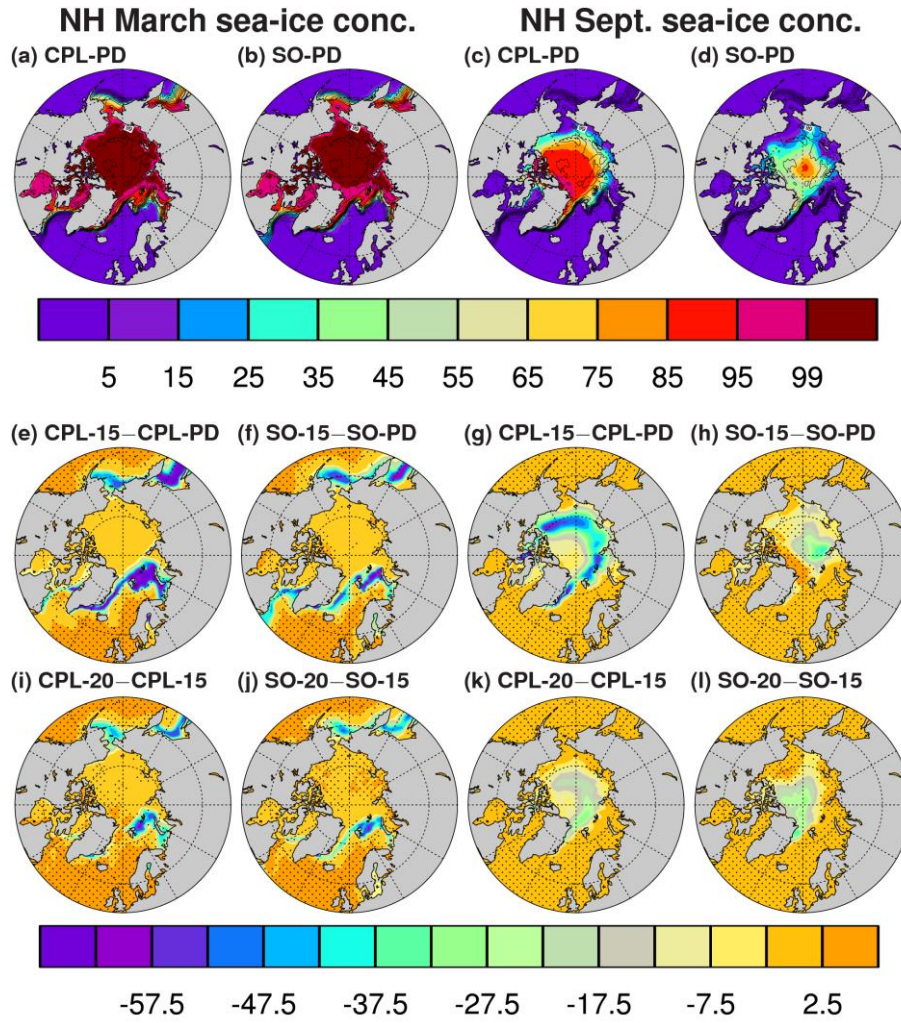 NH March sea-ice conc. NH Sept. sea-ice conc.
(a) CPL-PD (b) SO-PD (c) CPL-PD (d) SO-PD
5 15 25 35 45 55 65 75 85 95 99
(e) CPL-15−CPL-PD (f) SO-15−SO-PD (g) CPL-15−CPL-PD (h) SO-15−SO-PD
(i) CPL-20−CPL-15 (j) SO-20−SO-15 (k) CPL-20−CPL-15 (l) SO-20−SO-15
-57.5 -47.5 -37.5 -27.5 -17.5 -7.5 2.5